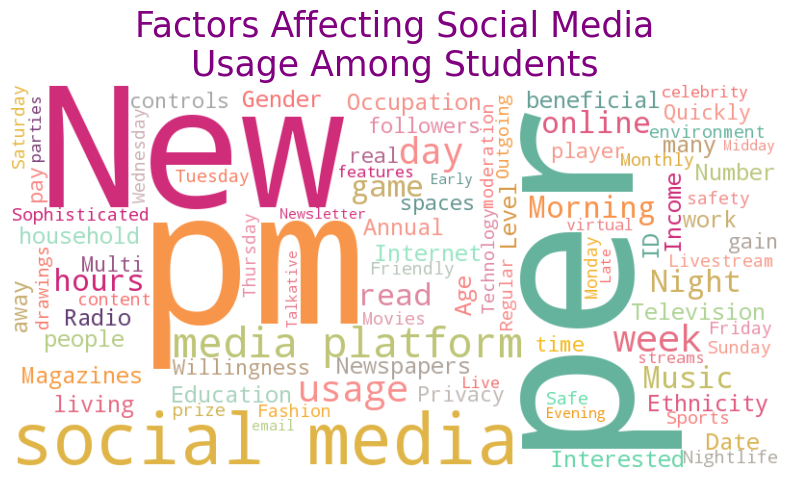 Factors Affecting Social Media
Usage Among Students
Saturday
parties
controls
Gender
Occupation
beneficial
celebrity
Quickly
New
Wednesday
followers
online
environment
Tuesday
real
day
features
game
Early
spaces
moderation
Outgoing
player
many
Midday
Monthly
Number
pay
Sophisticated
Newsletter
Level
Morning
Income
safety
work
household
pm
Thursday
Annual
Technology
per
virtual
ID
gain
Multi
Talkative
Internet
Friendly
Monday
Late
Livestream
away
drawings
hours
content
read
Age
Regular
Night
Radio
Movies
Television
people
media platform
time
week
Friday
Sunday
streams
Magazines
Willingness
Newspapers
Music
living
Education
usage
Live
Privacy
Safe
Ethnicity
prize
Fashion
email
Evening
Sports
social media
Date
Interested
Nightlife